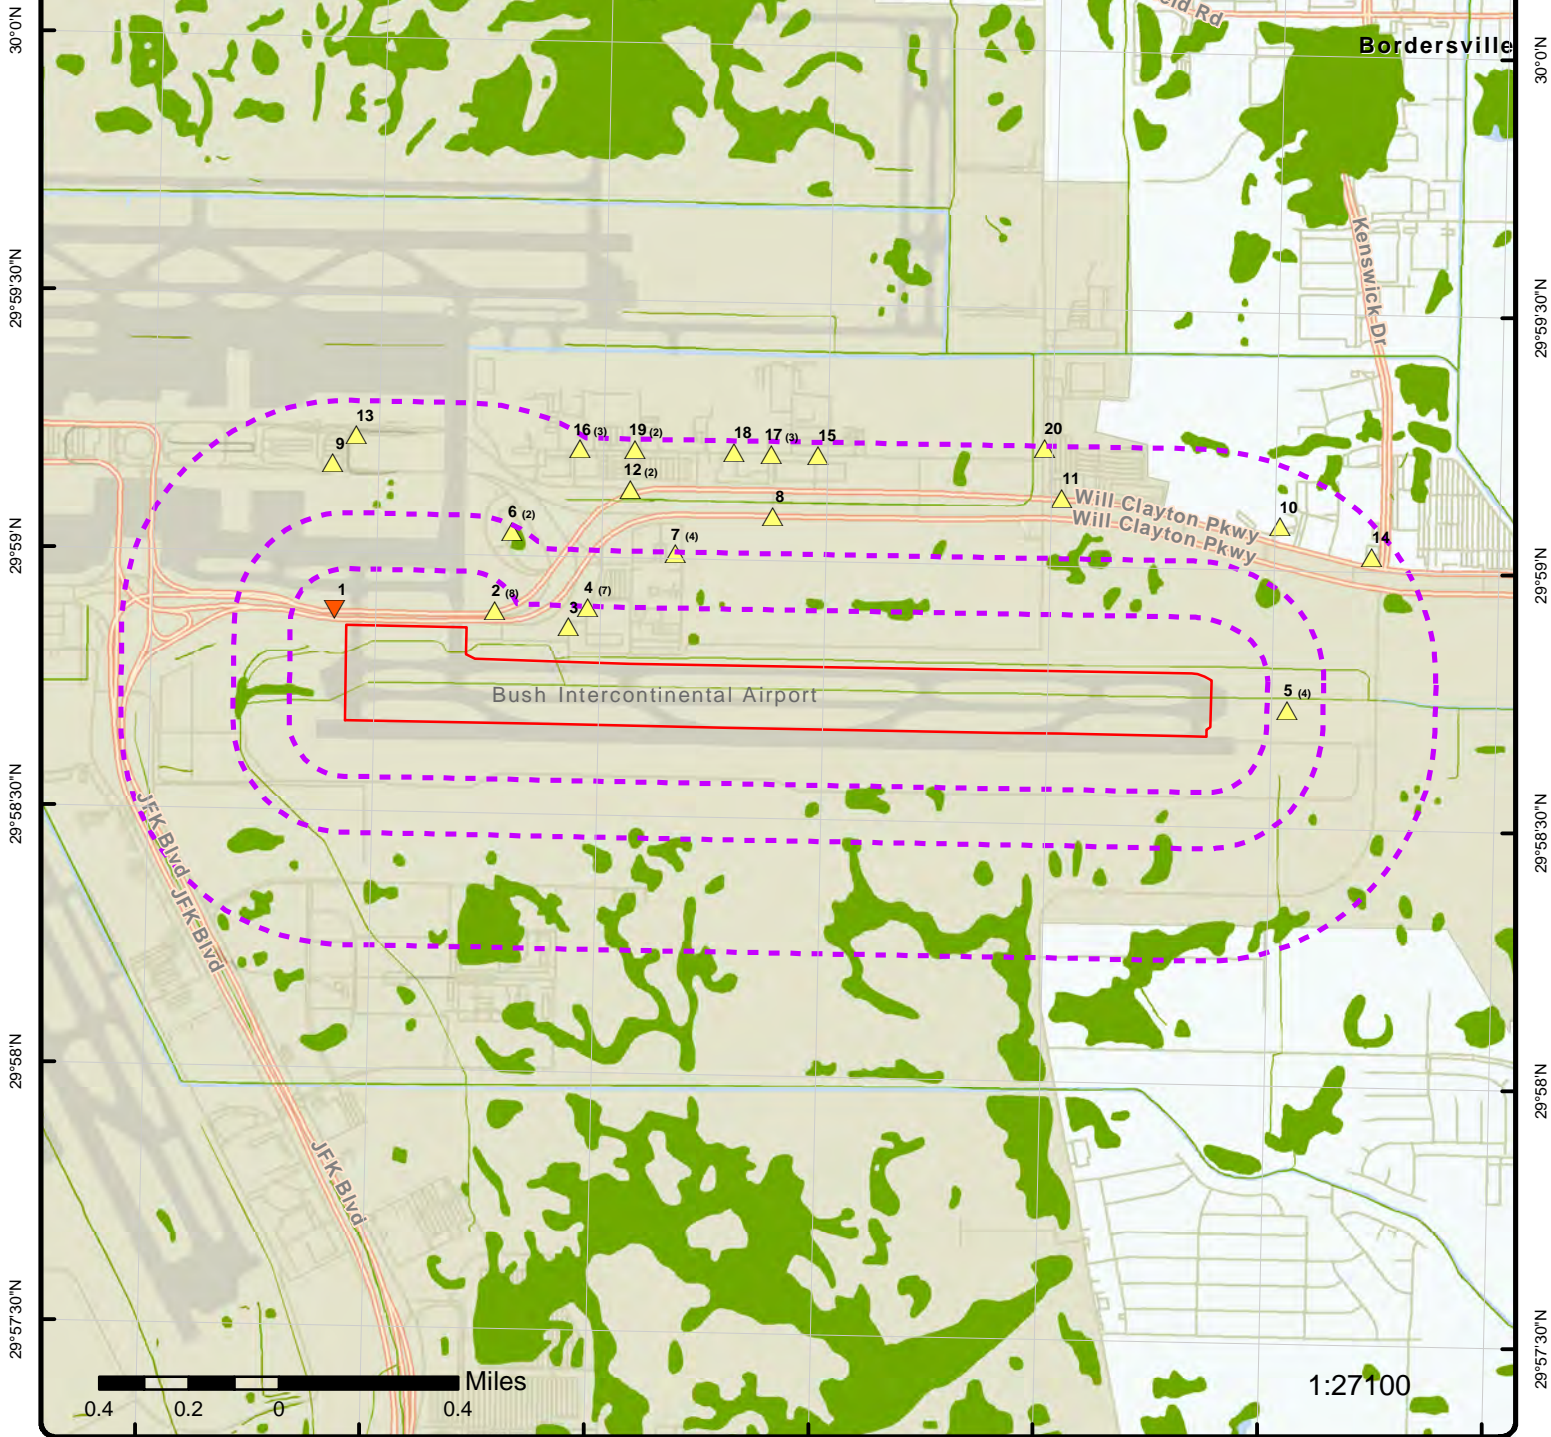 eld Rd
Bordersville
30°0'N
30°0'N
Kenswick Dr
29°59'30"N
29°59'30"N
13
9
16 (3)
19 (2)
18
17 (3)
15
20
12 (2)
11
8
10
6 (2)
7 (4)
14
Will Clayton Pkwy
Will Clayton Pkwy
29°59'N
29°59'N
1
2 (8)
4 (7)
3
Bush Intercontinental Airport
5 (4)
29°58'30"N
29°58'30"N
JFK Blvd
JFK Blvd
29°58'N
29°58'N
JFK Blvd
29°57'30"N
29°57'30"N
Miles
0.4 0.2 0 0.4
1:27100